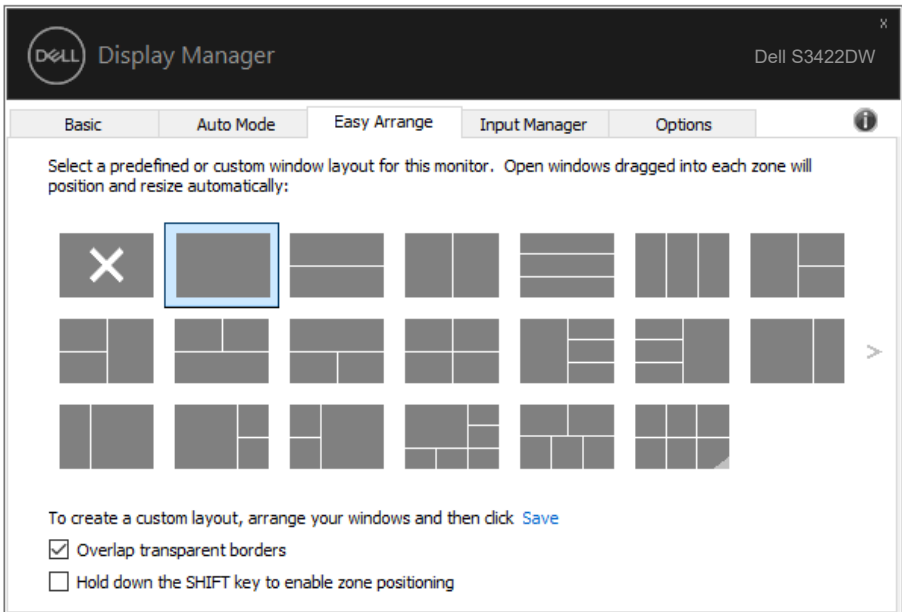 x
DELL Display Manager
Dell S3422DW
Basic Auto Mode Easy Arrange Input Manager Options
Select a predefined or custom window layout for this monitor. Open windows dragged into each zone will
position and resize automatically:
>
To create a custom layout, arrange your windows and then click Save
Overlap transparent borders
Hold down the SHIFT key to enable zone positioning